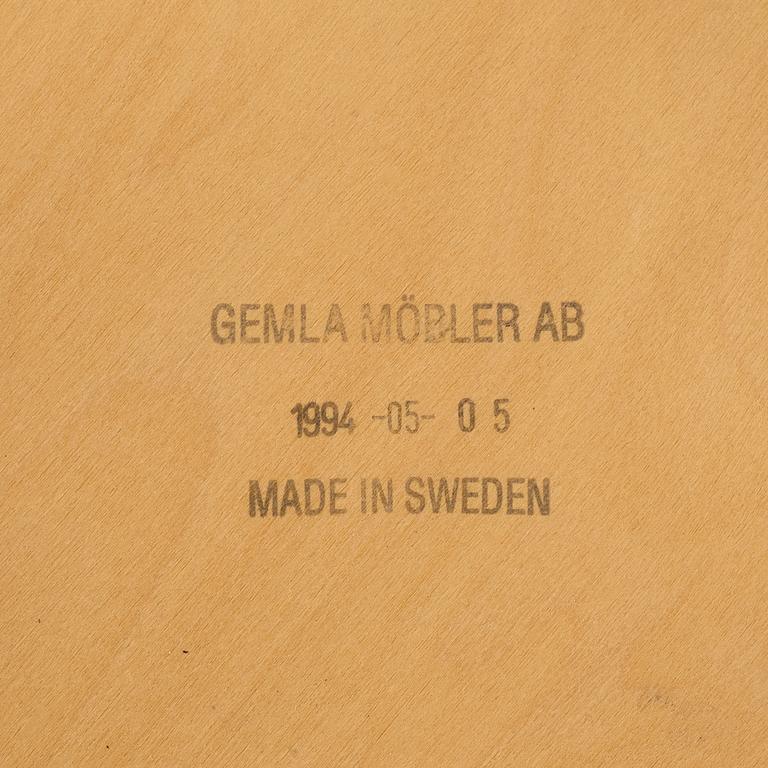 GEMLA MÖBLER AB
1994 -05- 0 5
MADE IN SWEDEN